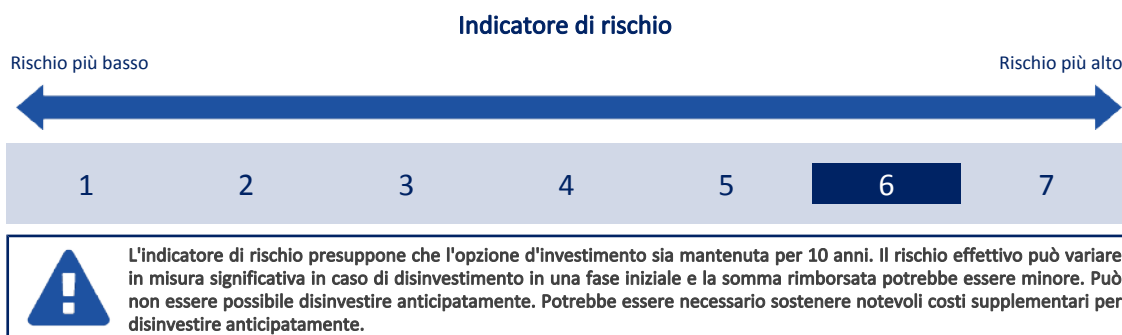 Indicatore di rischio
Rischio più basso
Rischio più alto
1 2 3 4 5 6 7
L'indicatore di rischio presuppone che l'opzione d'investimento sia mantenuta per 10 anni. Il rischio effettivo può variare
in misura significativa in caso di disinvestimento in una fase iniziale e la somma rimborsata potrebbe essere minore. Può
non essere possibile disinvestire anticipatamente. Potrebbe essere necessario sostenere notevoli costi supplementari per
disinvestire anticipatamente.